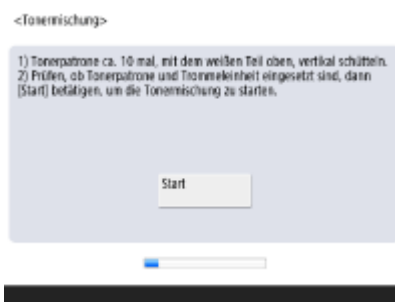 <Tonermischung>
1) Tonerpatrone ca. 10 mal, mit dem weißen Teil oben, vertikal schütteln.
2) Prüfen, ob Tonerpatrone und Trommeleinheit eingesetzt sind, dann
[Start] betätigen, um die Tonermischung zu starten.
Start